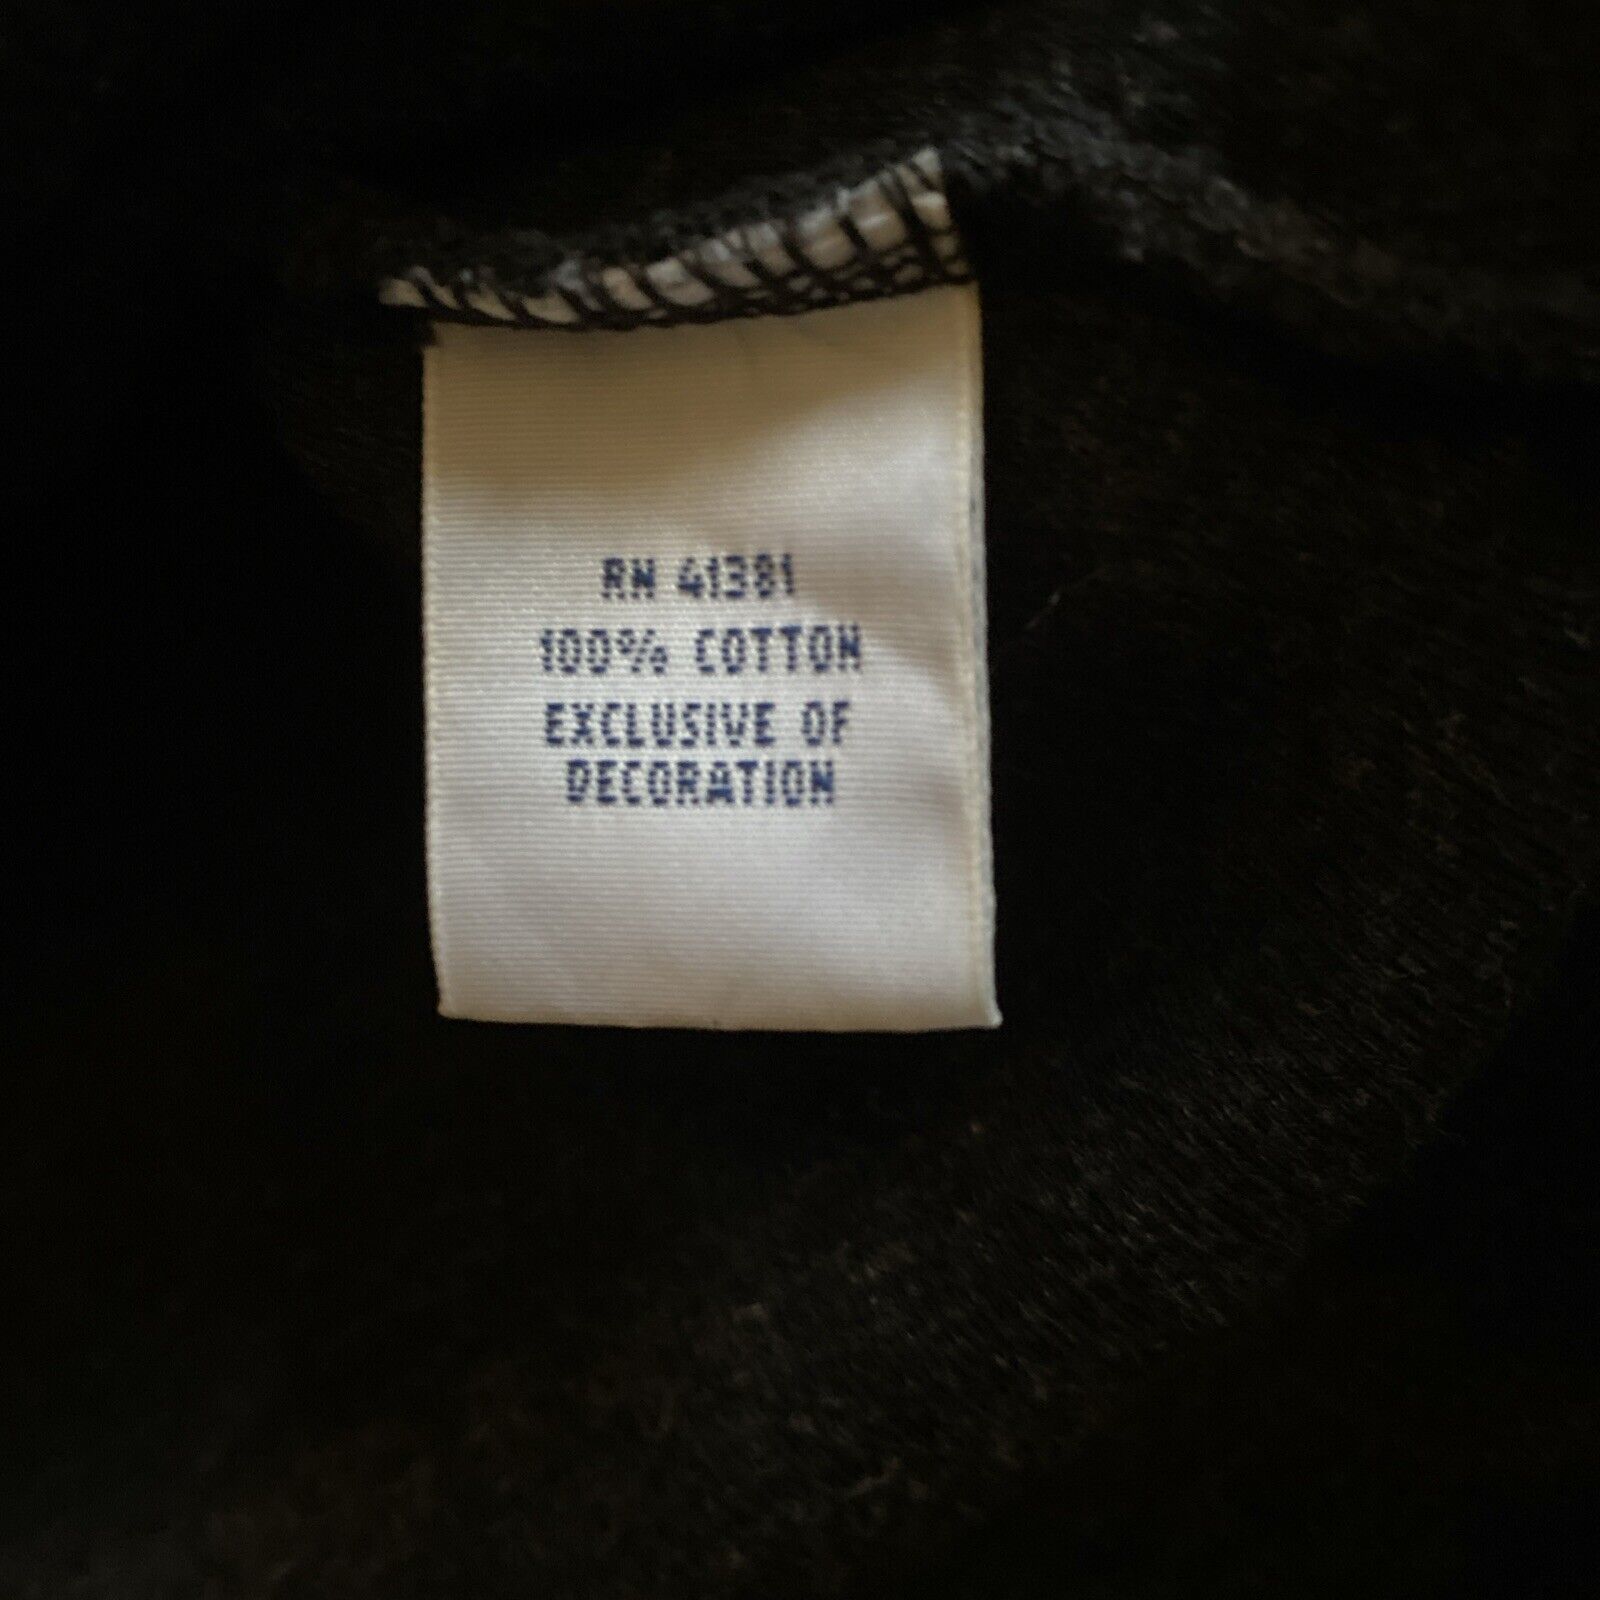 RN 41381
100% COTTON
EXCLUSIVE OF
DECORATION